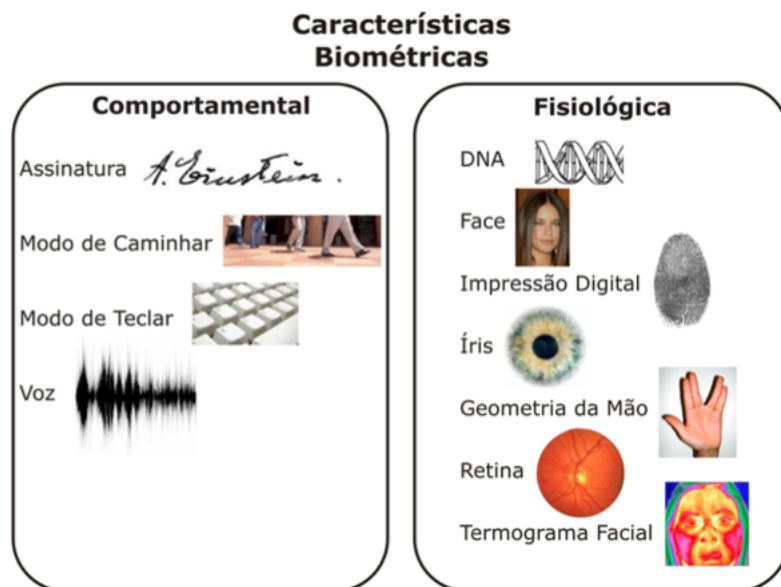 Características
Biométricas
Comportamental
Assinatura
A. Einstein.
Modo de Caminhar
Modo de Teclar
Voz
Fisiológica
DNA
Face
Impressão Digital
Íris
Geometria da Mão
Retina
Termograma Facial